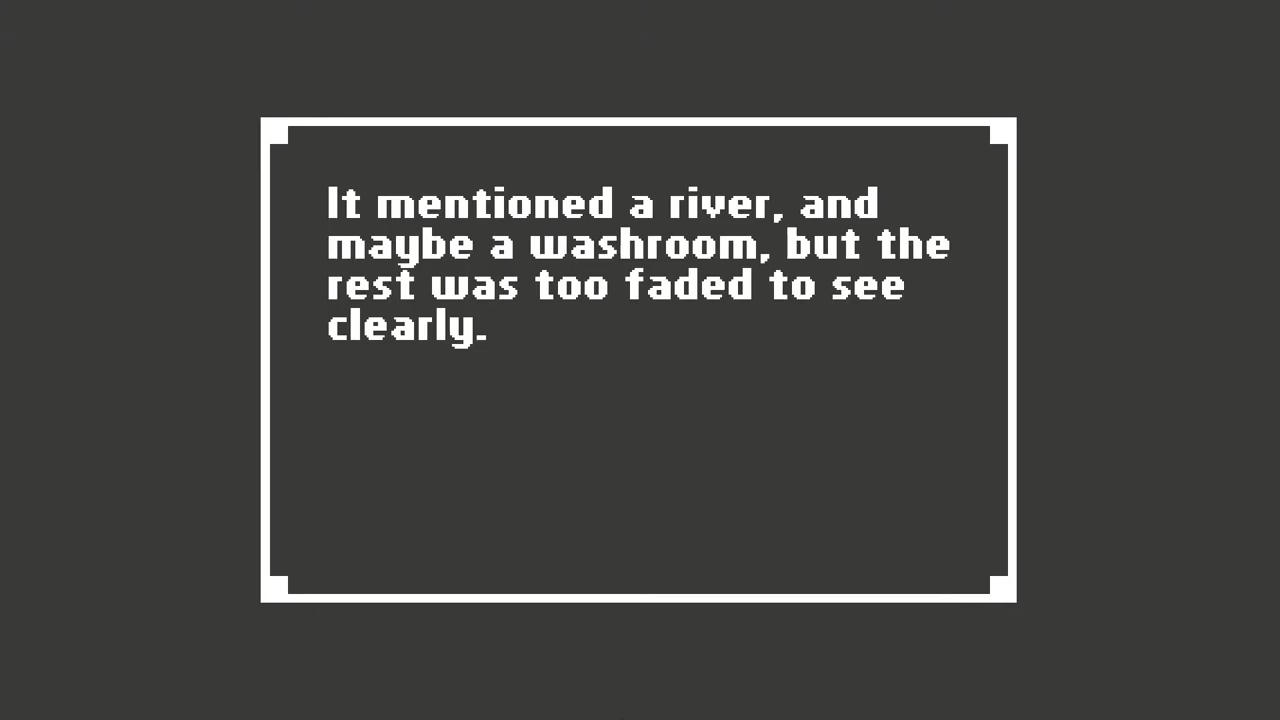 It mentioned a river, and
maybe a washroom, but the
rest was too faded to see
clearly.